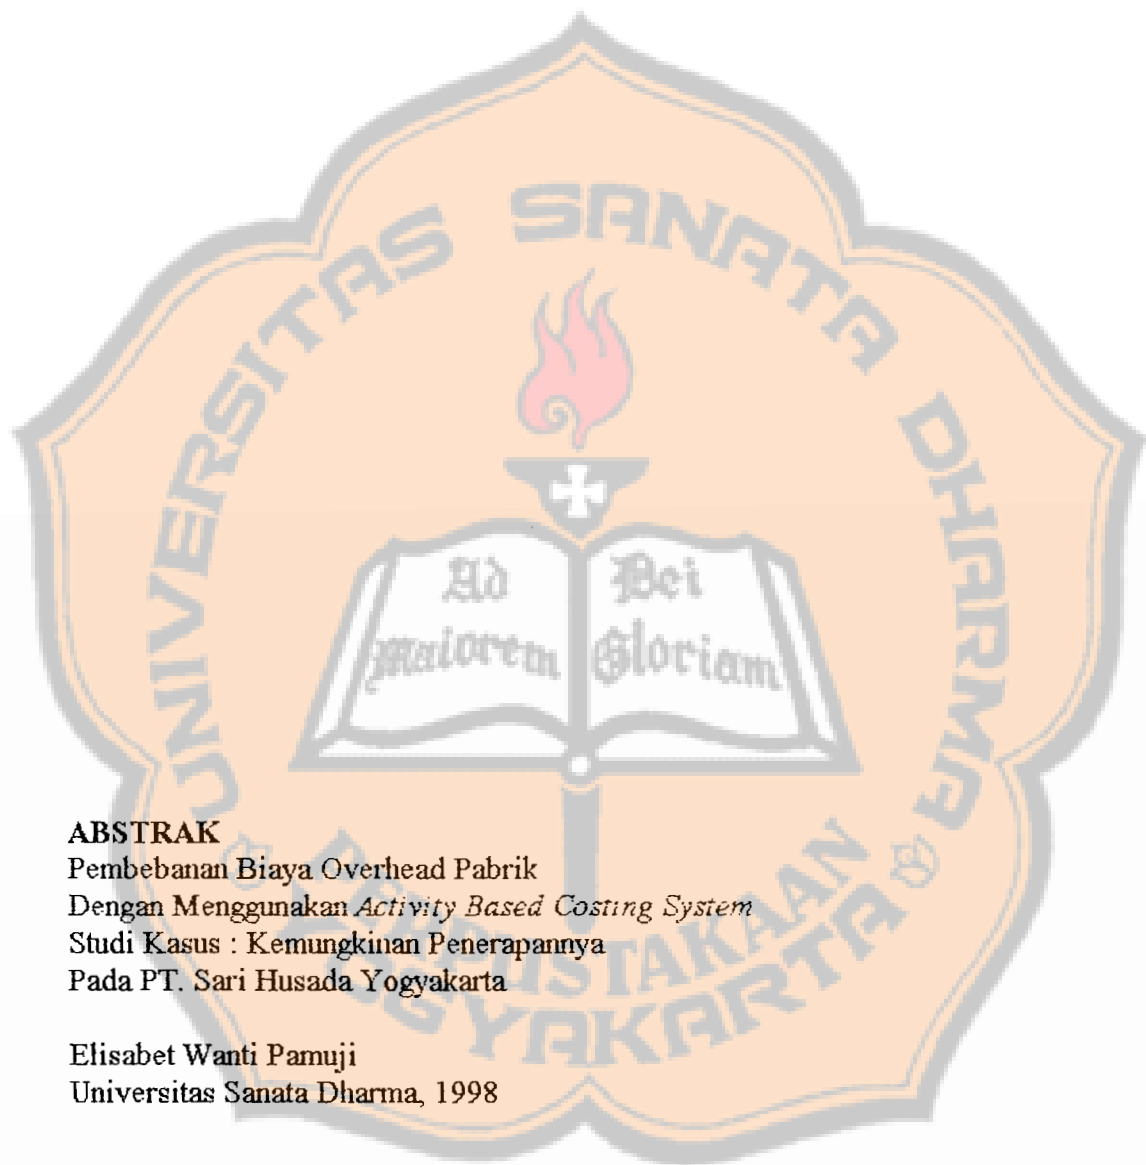 UNIVERSITAS SANATA DHARMA
Ad Dei
maiorem Gloriam
ABSTRAK
Pembebanan Biaya Overhead Pabrik
Dengan Menggunakan Activity Based Costing System
Studi Kasus : Kemungkinan Penerapannya
Pada PT. Sari Husada Yogyakarta
Elisabet Wanti Pamuji
Universitas Sanata Dharma, 1998
PERPUSTAKAAN
YOGYAKARTA